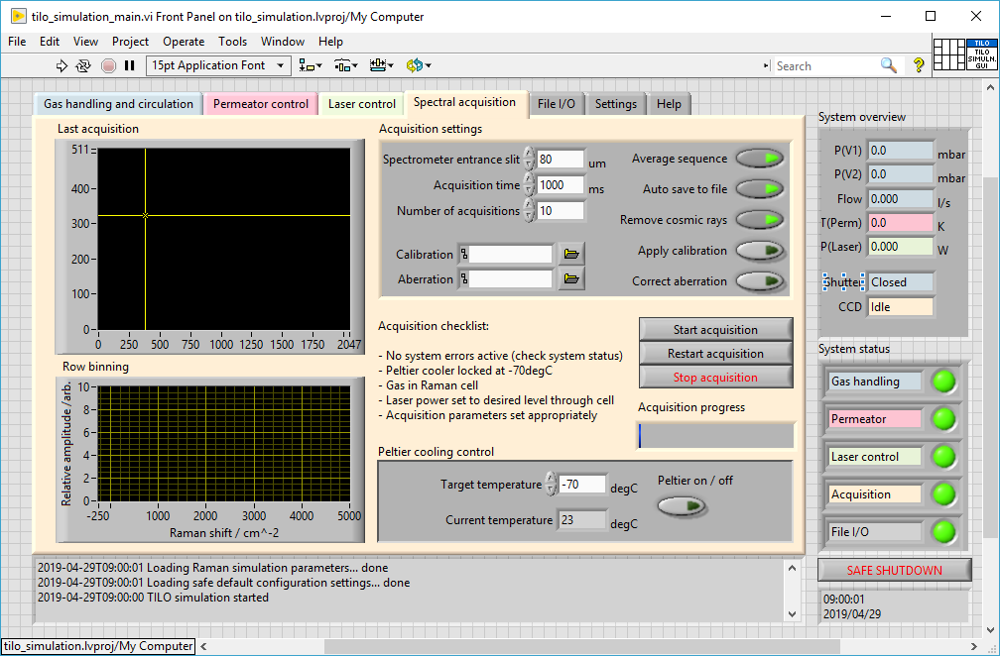 tilo_simulation_main.vi Front Panel on tilo_simulation.lvproj/My Computer
File Edit View Project Operate Tools Window Help
15pt Application Font
Search
TILO
TILO
SIMULN.
GUI
Gas handling and circulation
Permeator control
Laser control
Spectral acquisition
File I/O
Settings
Help
Last acquisition
511
400
300
200
100
0
0 250 500 750 1000 1250 1500 1750 2047
Row binning
Relative amplitude /arb.
10
8
6
4
2
0
-250 1000 2000 3000 4000 5000
Raman shift / cm^-2
Acquisition settings
Spectrometer entrance slit 80 um
Acquisition time 1000 ms
Number of acquisitions 10
Calibration
Aberration
Average sequence
Auto save to file
Remove cosmic rays
Apply calibration
Correct aberration
Acquisition checklist:
- No system errors active (check system status)
- Peltier cooler locked at -70degC
- Gas in Raman cell
- Laser power set to desired level through cell
- Acquisition parameters set appropriately
Start acquisition
Restart acquisition
Stop acquisition
Acquisition progress
Peltier cooling control
Target temperature -70 degC
Current temperature 23 degC
Peltier on / off
System overview
P(V1) 0.0 mbar
P(V2) 0.0 mbar
Flow 0.000 l/s
T(Perm) 0.0 K
P(Laser) 0.000 W
Shutter Closed
CCD Idle
System status
Gas handling
Permeator
Laser control
Acquisition
File I/O
SAFE SHUTDOWN
09:00:01
2019/04/29
2019-04-29T09:00:01 Loading Raman simulation parameters... done
2019-04-29T09:00:01 Loading safe default configuration settings... done
2019-04-29T09:00:00 TILO simulation started
tilo_simulation.lvproj/My Computer